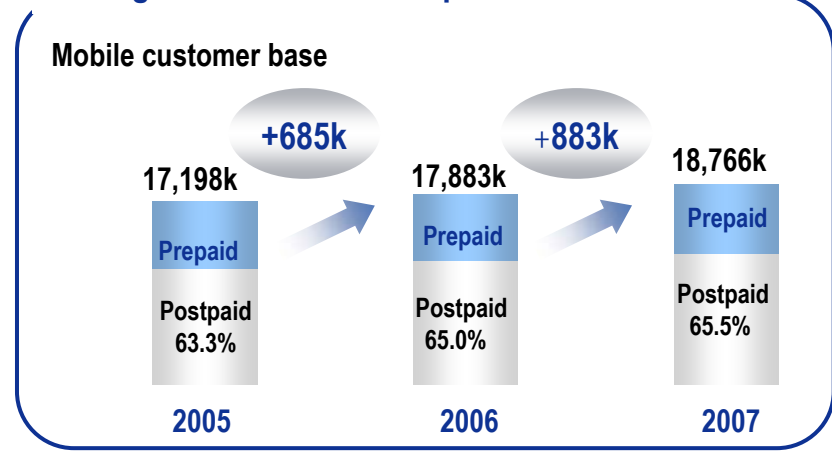 Mobile customer base
+685k
+883k
17,198k
17,883k
18,766k
Prepaid
Prepaid
Prepaid
Postpaid
63.3%
Postpaid
65.0%
Postpaid
65.5%
2005
2006
2007